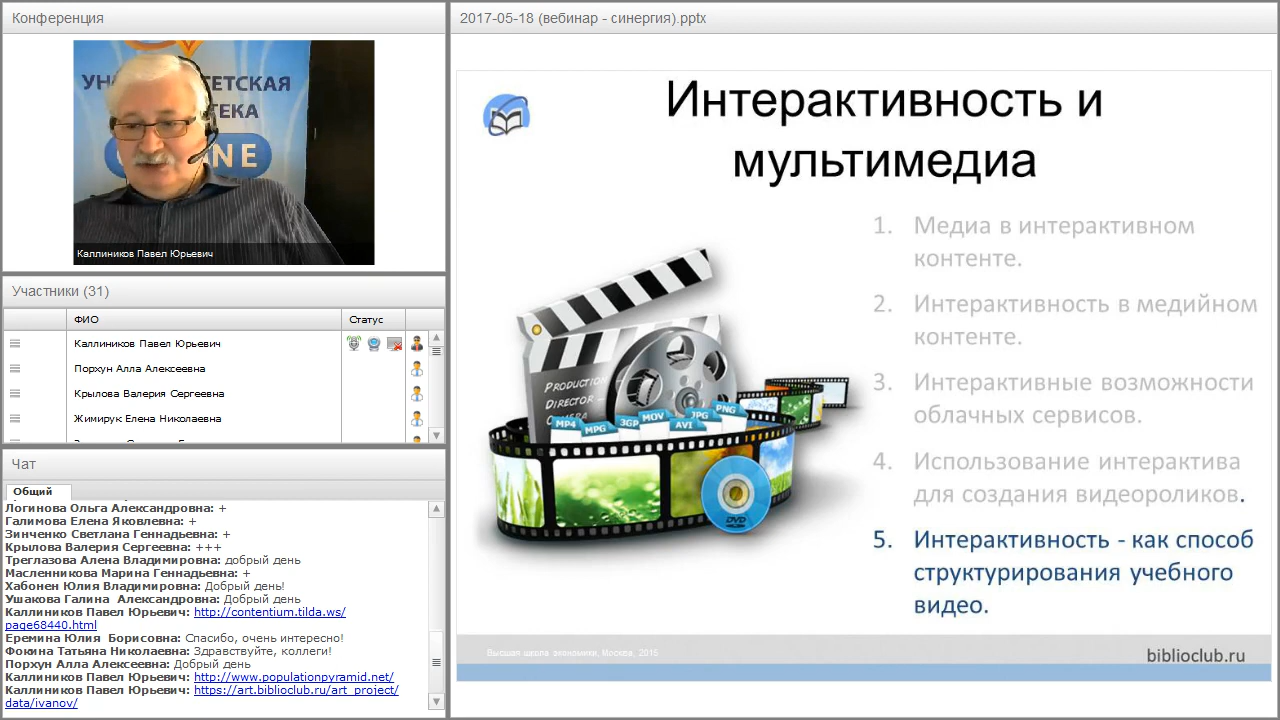 Конференция
УНИ ЕТСКАЯ
ТЕКА
NE
Каллиников Павел Юрьевич
Участники (31)
ФИО
Статус
Каллиников Павел Юрьевич
Порхун Алла Алексеевна
Крылова Валерия Сергеевна
Жимирук Елена Николаевна
Чат
Общий
Логинова Ольга Александровна: +
Галимова Елена Яковлевна: +
Зинченко Светлана Геннадьевна: +
Крылова Валерия Сергеевна: +++
Треглазова Алена Владимировна: добрый день
Масленникова Марина Геннадьевна: +
Хабонен Юлия Владимировна: Добрый день!
Ушакова Галина Александровна: Добрый день
Каллиников Павел Юрьевич: http://contentium.tilda.ws/
page68440.html
Еремина Юлия Борисовна: Спасибо, очень интересно!
Фокина Татьяна Николаевна: Здравствуйте, коллеги!
Порхун Алла Алексеевна: Добрый день
Каллиников Павел Юрьевич: http://www.populationpyramid.net/
Каллиников Павел Юрьевич: https://art.biblioclub.ru/art_project/
data/ivanov/
2017-05-18 (вебинар - синергия).pptx
Интерактивность и
мультимедиа
PRODUCTION
DIRECTOR
CAMERA
MP4 MPG 3GP MOV AVI JPG PNG
DVD
1. Медиа в интерактивном
контенте.
2. Интерактивность в медийном
контенте.
3. Интерактивные возможности
облачных сервисов.
4. Использование интерактива
для создания видеороликов.
5. Интерактивность - как способ
структурирования учебного
видео.
Высшая школа экономики, Москва, 2015
biblioclub.ru